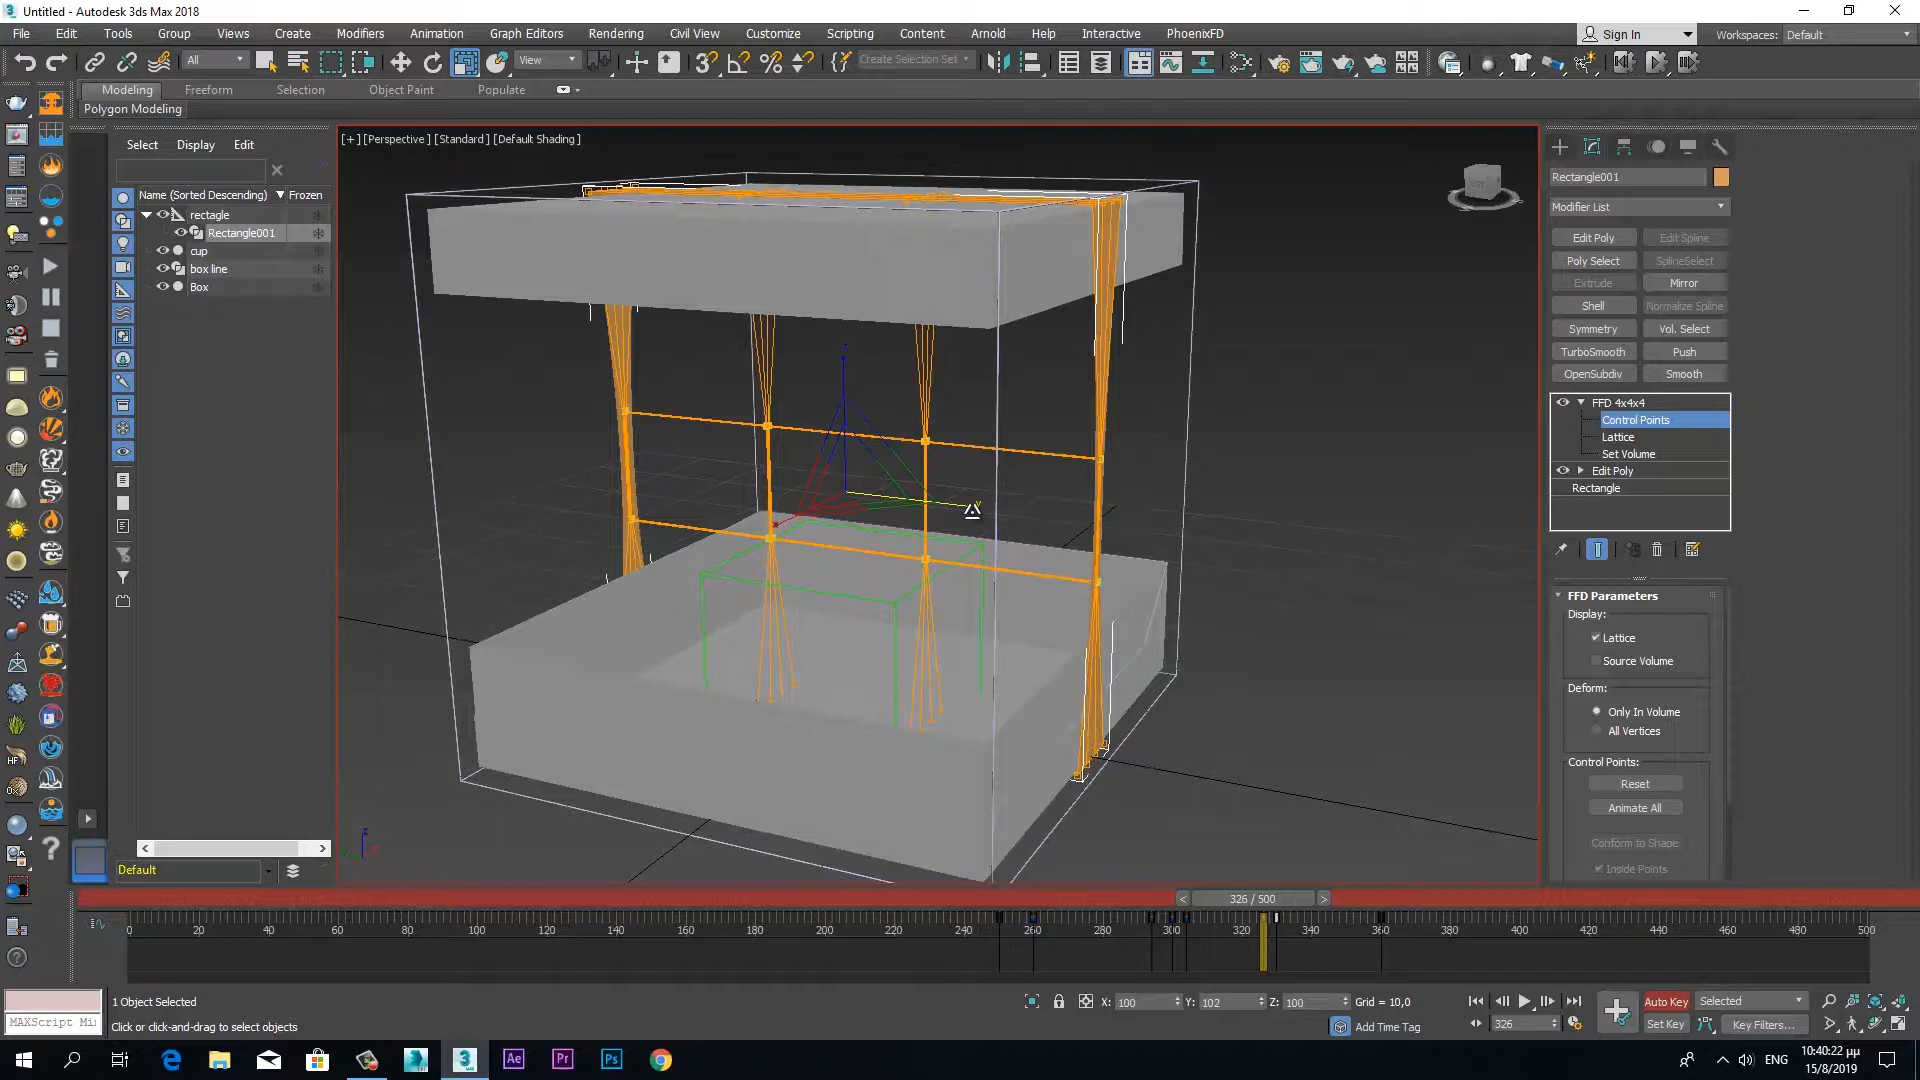 Untitled - Autodesk 3ds Max 2018
File Edit Tools Group Views Create Modifiers Animation Graph Editors Rendering Civil View Customize Scripting Content Arnold Help Interactive PhoenixFD
Sign In
Workspaces: Default
All
View
Create Selection Set
Modeling Freeform Selection Object Paint Populate
Polygon Modeling
Select Display Edit
[+] [Perspective ] [Standard ] [Default Shading ]
Name (Sorted Descending) Frozen
rectagle
Rectangle001
cup
box line
Box
Rectangle001
Modifier List
Edit Poly Edit Spline
Poly Select SplineSelect
Extrude Mirror
Shell Normalize Spline
Symmetry Vol. Select
TurboSmooth Push
OpenSubdiv Smooth
FFD 4x4x4
Control Points
Lattice
Set Volume
Edit Poly
Rectangle
FFD Parameters
Display:
Lattice
Source Volume
Deform:
Only In Volume
All Vertices
Control Points:
Reset
Animate All
Conform to Shape
Inside Points
Default
< 326 / 500 >
0 20 40 60 80 100 120 140 160 180 200 220 240 260 280 300 320 340 360 380 400 420 440 460 480 500
1 Object Selected
X: 100 Y: 102 Z: 100 Grid = 10,0
Auto Key Selected
MAXScript Mi
Click or click-and-drag to select objects
Add Time Tag
326
Set Key Key Filters...
Ae Pr Ps
ENG
10:40:22 μμ
15/8/2019